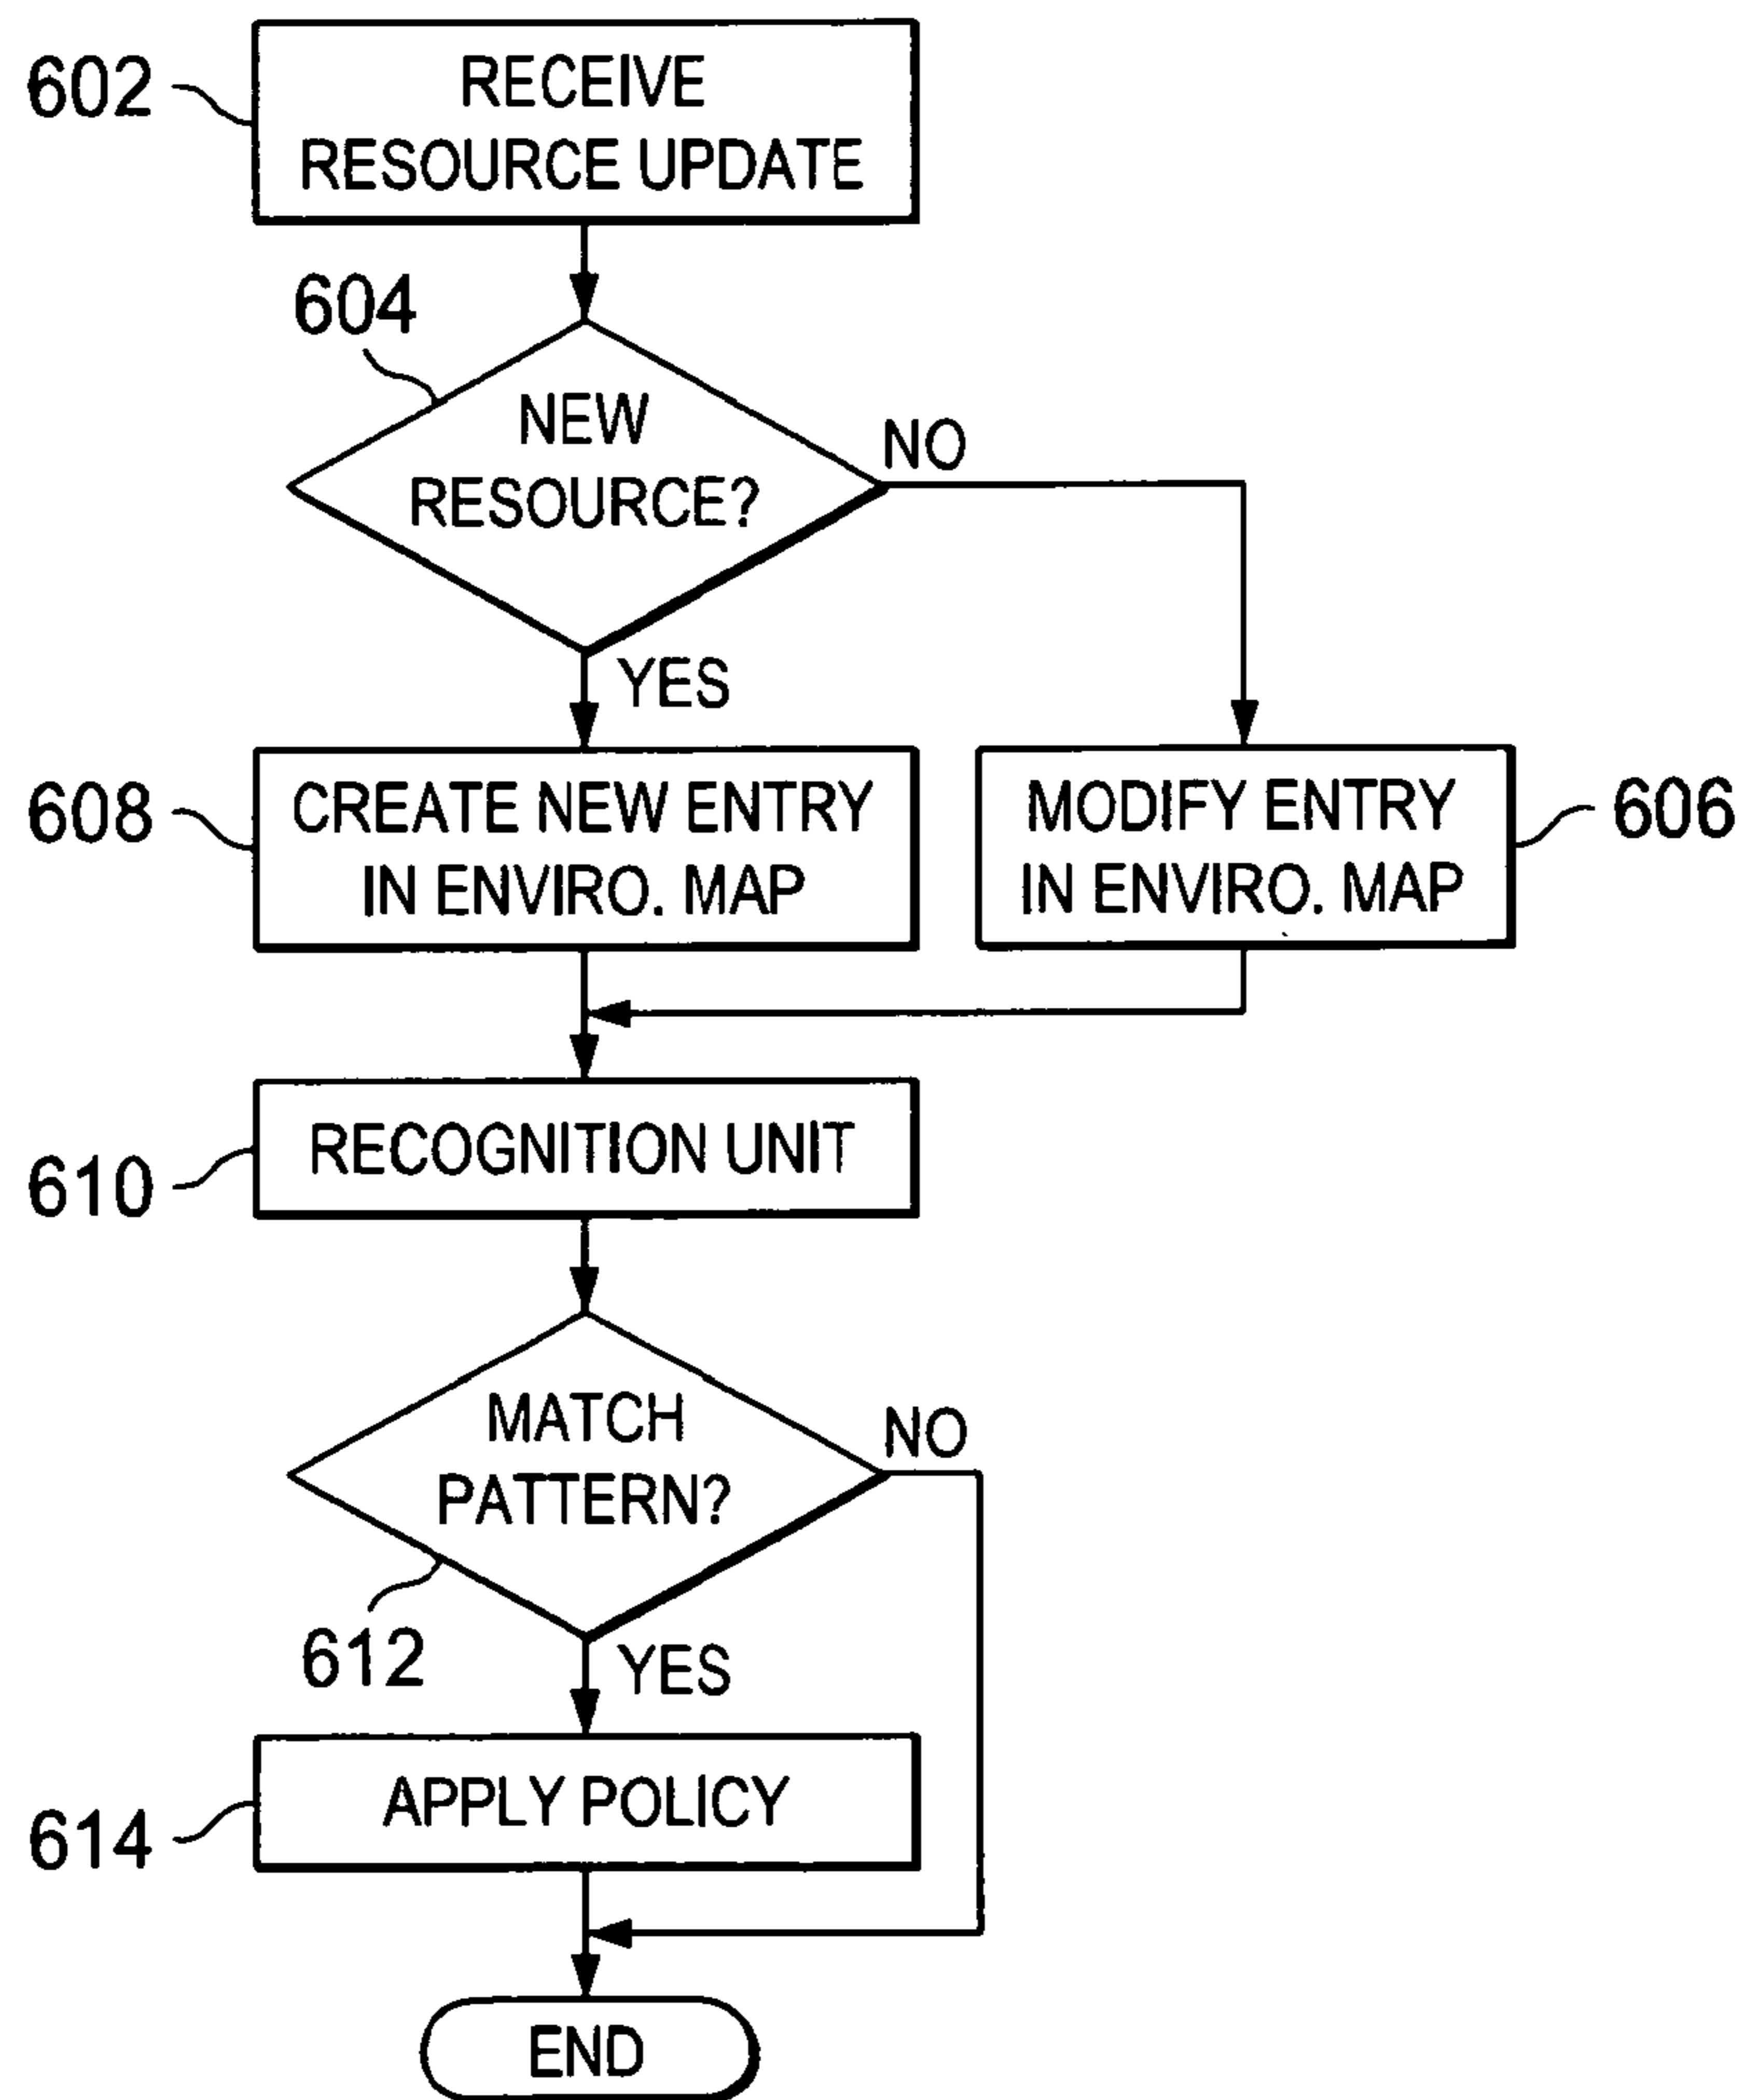 602
RECEIVE
RESOURCE UPDATE
604
NEW
RESOURCE?
NO
YES
608
CREATE NEW ENTRY
IN ENVIRO. MAP
MODIFY ENTRY
IN ENVIRO. MAP
606
610
RECOGNITION UNIT
MATCH
PATTERN?
NO
612
YES
614
APPLY POLICY
END